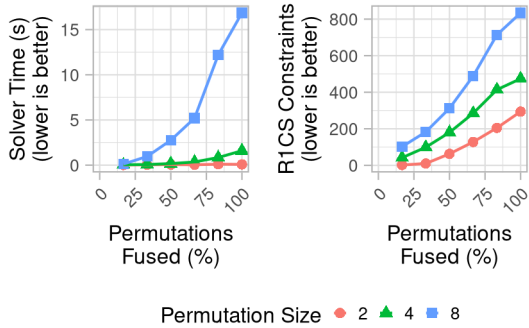 Solver Time (s)
(lower is better)
15
10
5
0
0
25
50
75
100
Permutations
Fused (%)
R1CS Constraints
(lower is better)
800
600
400
200
0
0
25
50
75
100
Permutations
Fused (%)
Permutation Size 2 4 8